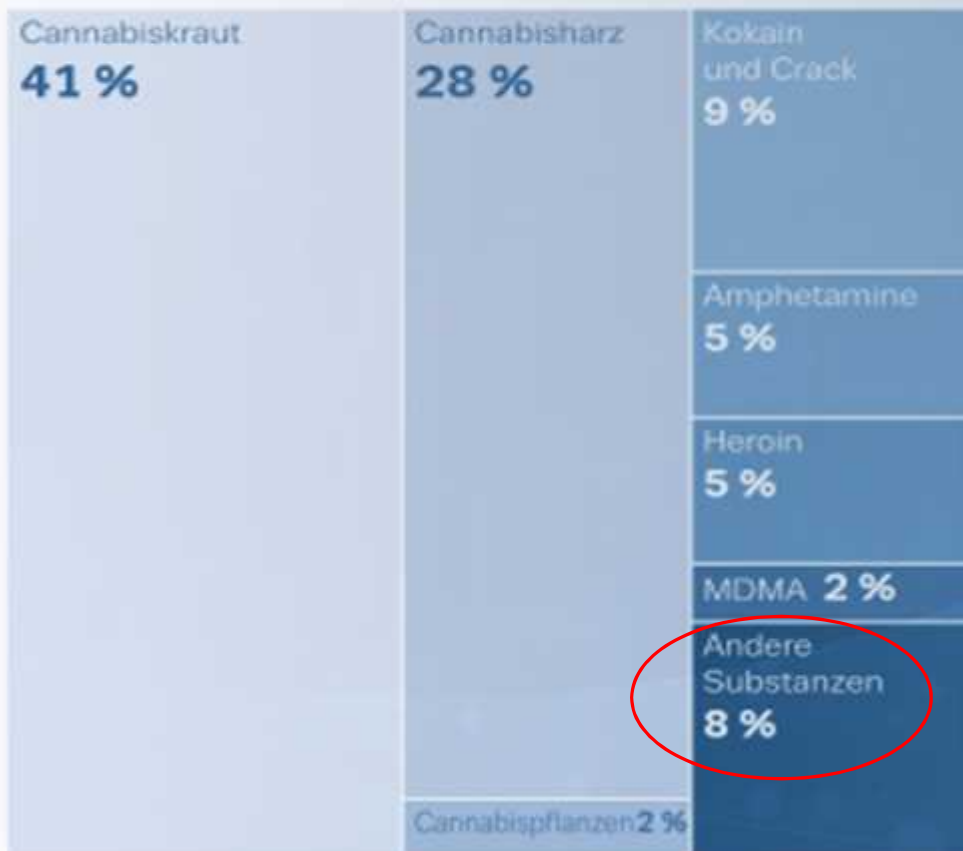 Cannabiskraut
41 %
Cannabisharz
28 %
Cannabispflanzen 2 %
Kokain
und Crack
9 %
Amphetamine
5 %
Heroin
5 %
MDMA 2 %
Andere
Substanzen
8 %